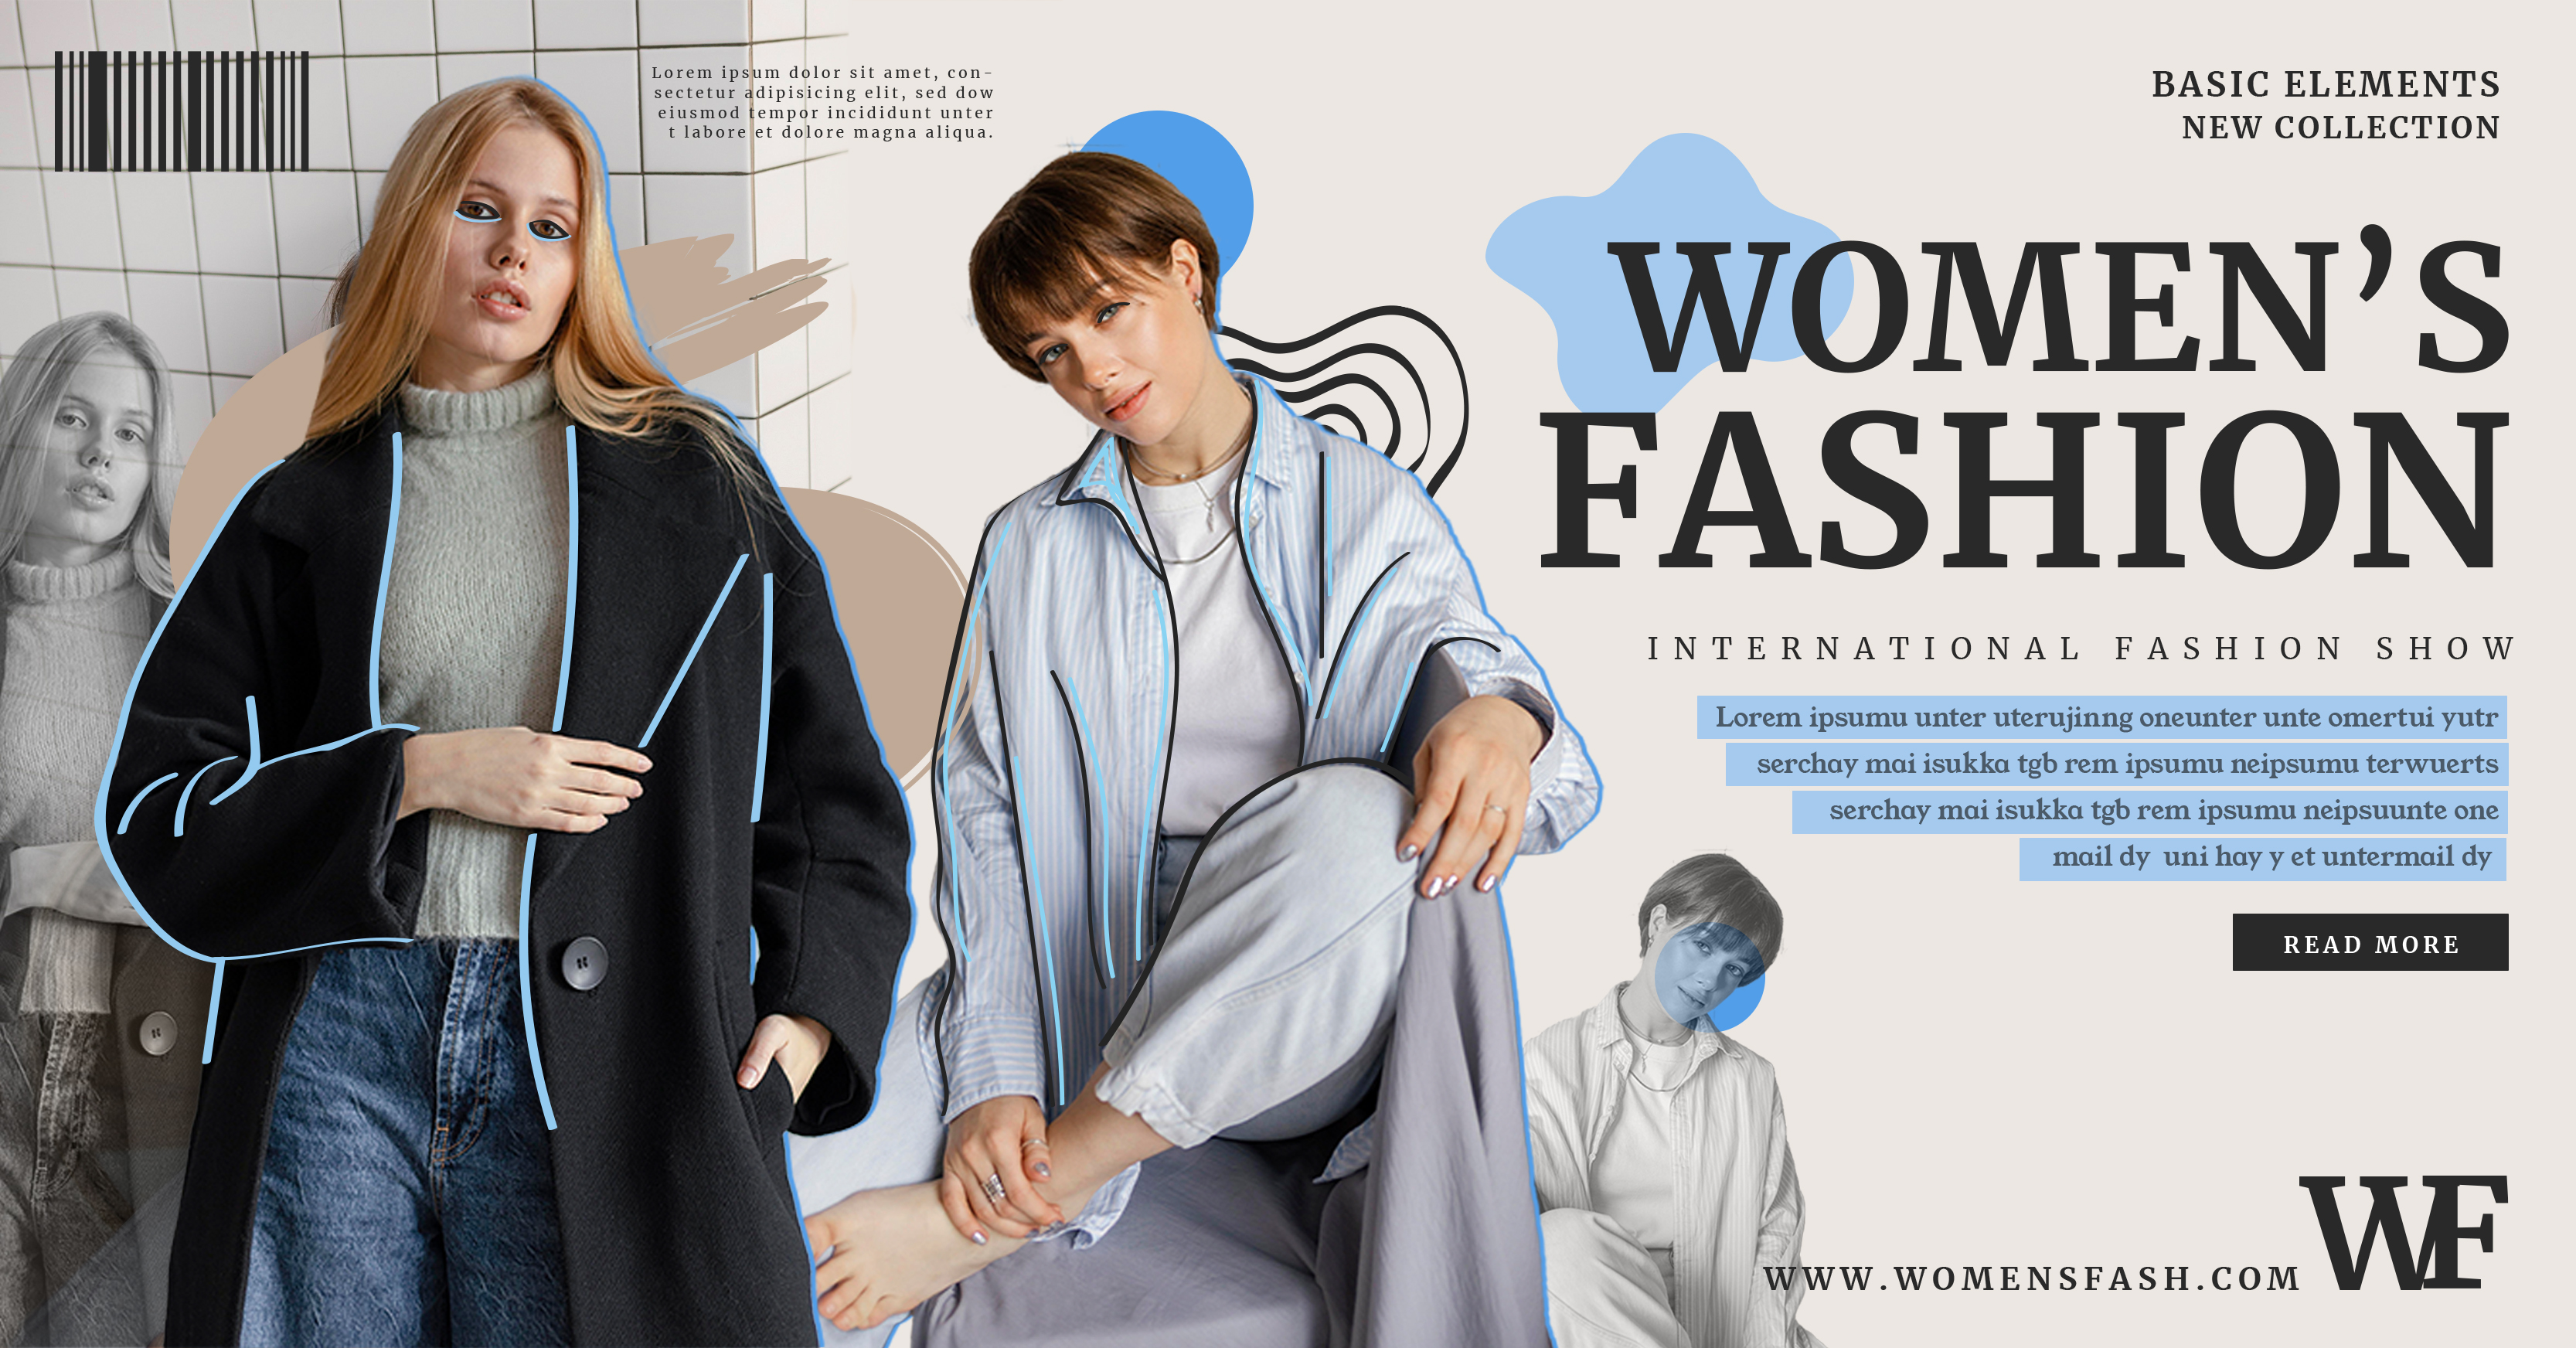 Lorem ipsum dolor sit amet, con-
sectetur adipisicing elit, sed dow
eiusmod tempor incididunt unter
t labore et dolore magna aliqua.
BASIC ELEMENTS
NEW COLLECTION
WOMEN’S
FASHION
INTERNATIONAL FASHION SHOW
Lorem ipsumu unter uterujinng oneunter unte omertui yutr
serchay mai isukka tgb rem ipsumu neipsumu terwuerts
serchay mai isukka tgb rem ipsumu neipsuunte one
mail dy uni hay y et untermail dy
READ MORE
WWW.WOMENSFASH.COM
WF